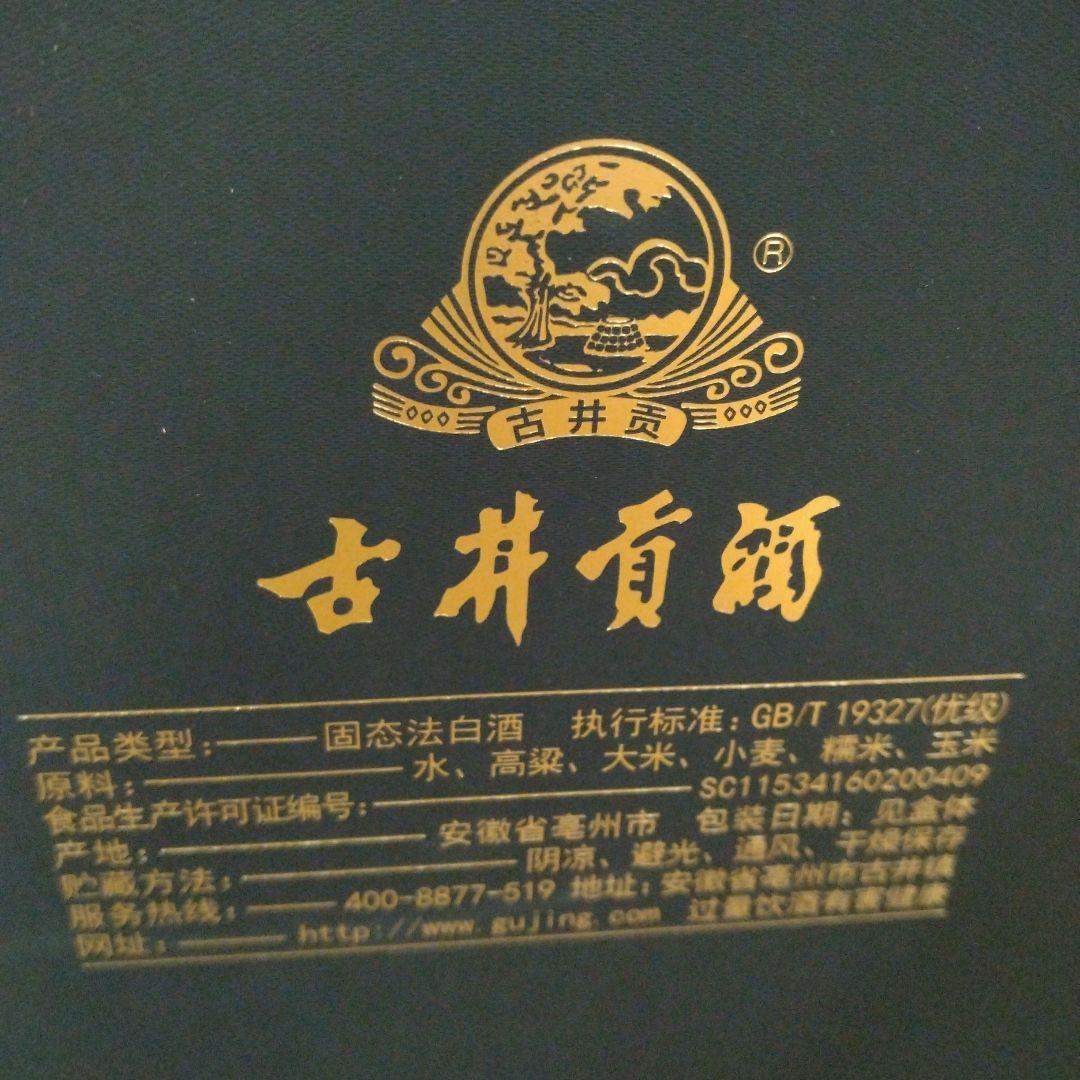 ®
古井贡
古井贡酒
产品类型:固态法白酒 执行标准:GB/T 19327(优级)
原料:水、高粱、大米、小麦、糯米、玉米
食品生产许可证编号:SC11534160200409
产地:安徽省亳州市 包装日期:见盒体
贮藏方法:阴凉、避光、通风、干燥保存
服务热线:400-8877-519 地址:安徽省亳州市古井镇
网址:http://www.gujing.com 过量饮酒有害健康